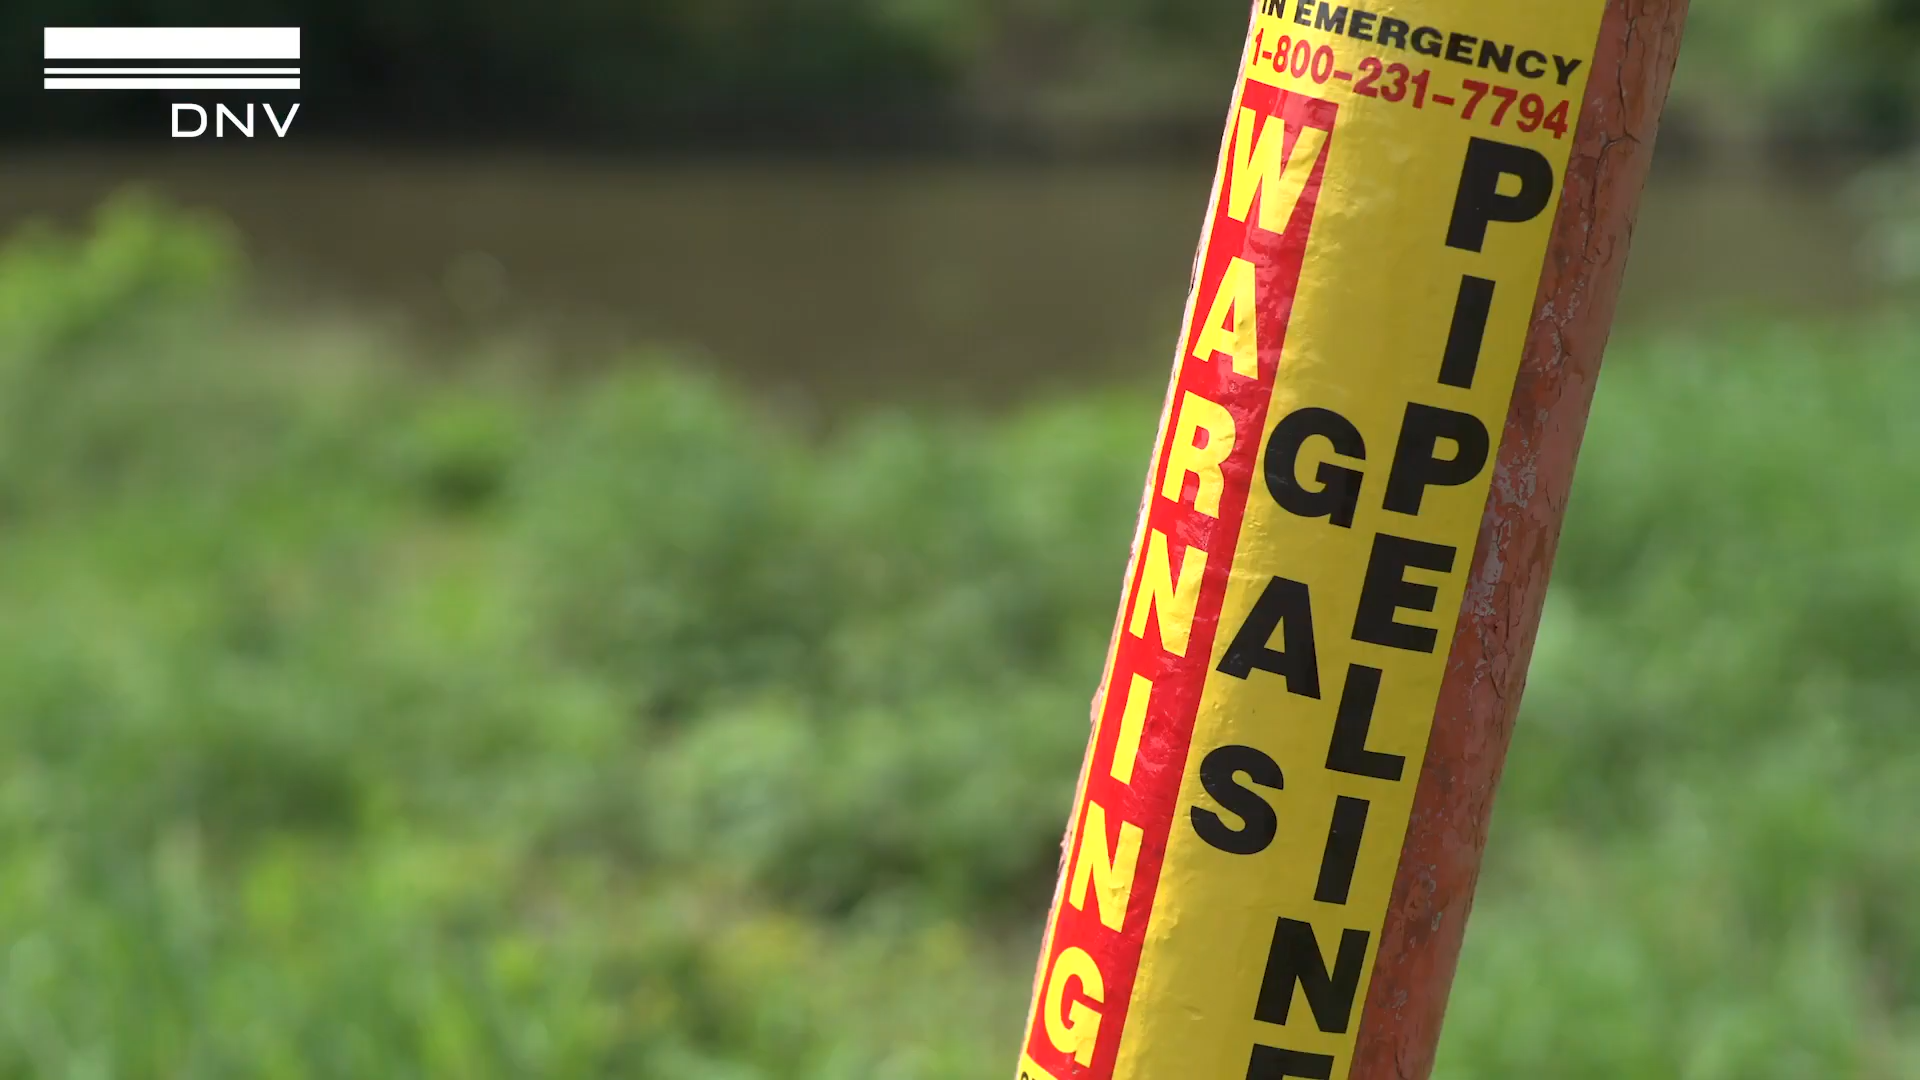 DNV
IN EMERGENCY
1-800-231-7794
WARNING
GAS
PIPELINE